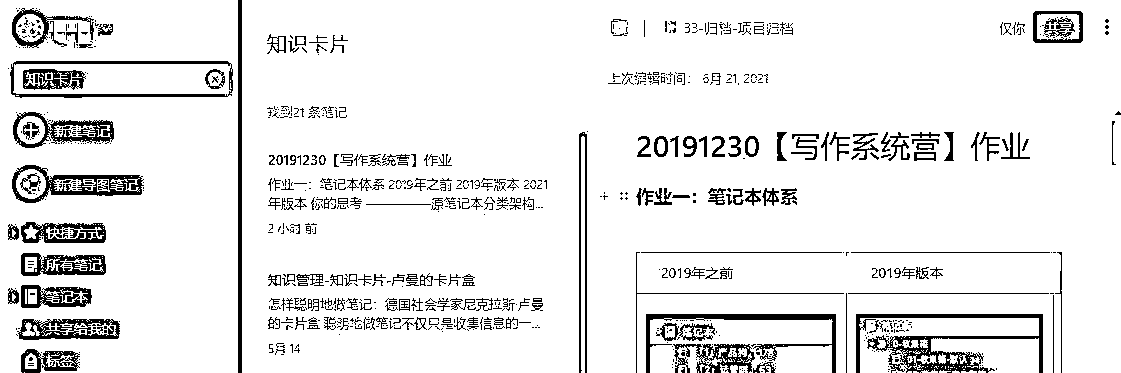 知识卡片
新建笔记
新建导图笔记
快捷方式
所有笔记
笔记本
共享给我的
标签
知识卡片
找到21 条笔记
20191230【写作系统营】作业
作业一：笔记本体系 2019年之前 2019年版本 2021
年版本 你的思考 —————原笔记本分类架构...
2 小时 前
知识管理-知识卡片-卢曼的卡片盒
怎样聪明地做笔记：德国社会学家尼克拉斯·卢曼
的卡片盒 聪明地做笔记不仅只是收集信息的一...
5月 14
33-归档-项目归档
仅你
共享
上次编辑时间： 6月 21, 2021
20191230【写作系统营】作业
作业一：笔记本体系
2019年之前
2019年版本
笔记本
笔记本